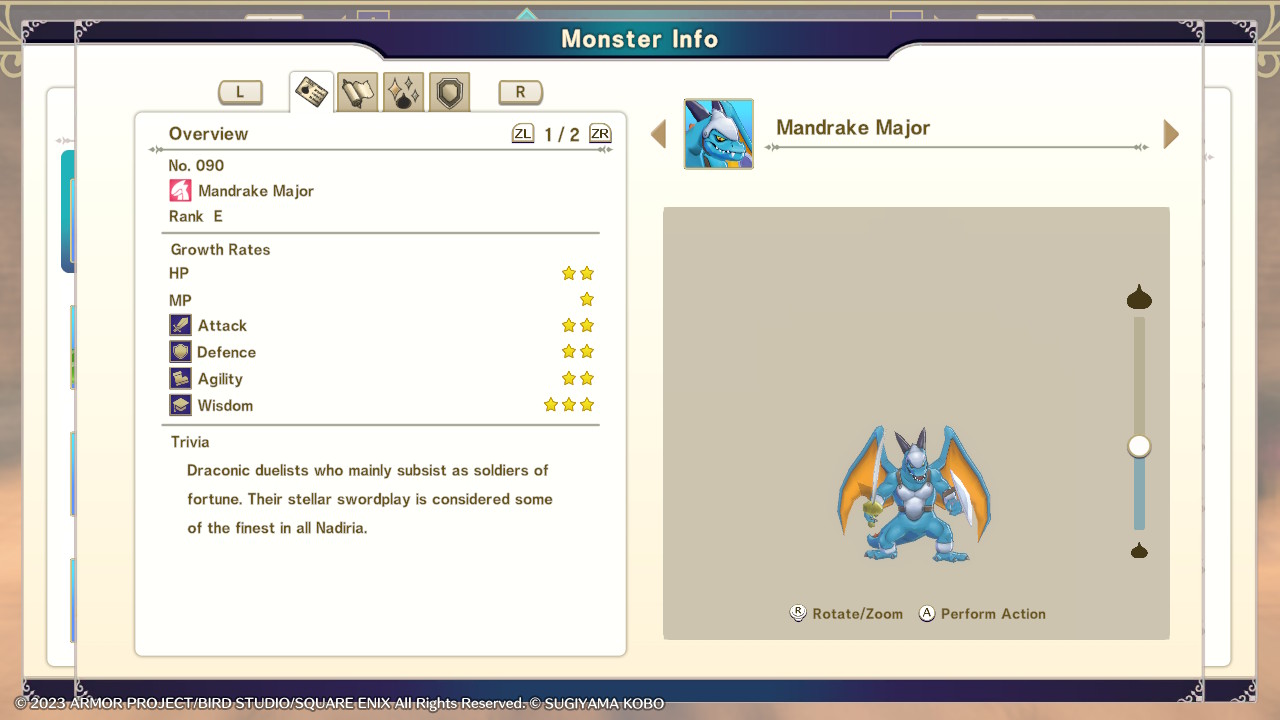 Monster Info
L
R
Overview
ZL 1 / 2 ZR
No. 090
Mandrake Major
Rank E
Growth Rates
HP
MP
Attack
Defence
Agility
Wisdom
Trivia
Draconic duelists who mainly subsist as soldiers of
fortune. Their stellar swordplay is considered some
of the finest in all Nadiria.
Mandrake Major
R Rotate/Zoom A Perform Action
© 2023 ARMOR PROJECT/BIRD STUDIO/SQUARE ENIX All Rights Reserved. © SUGIYAMA KOBO